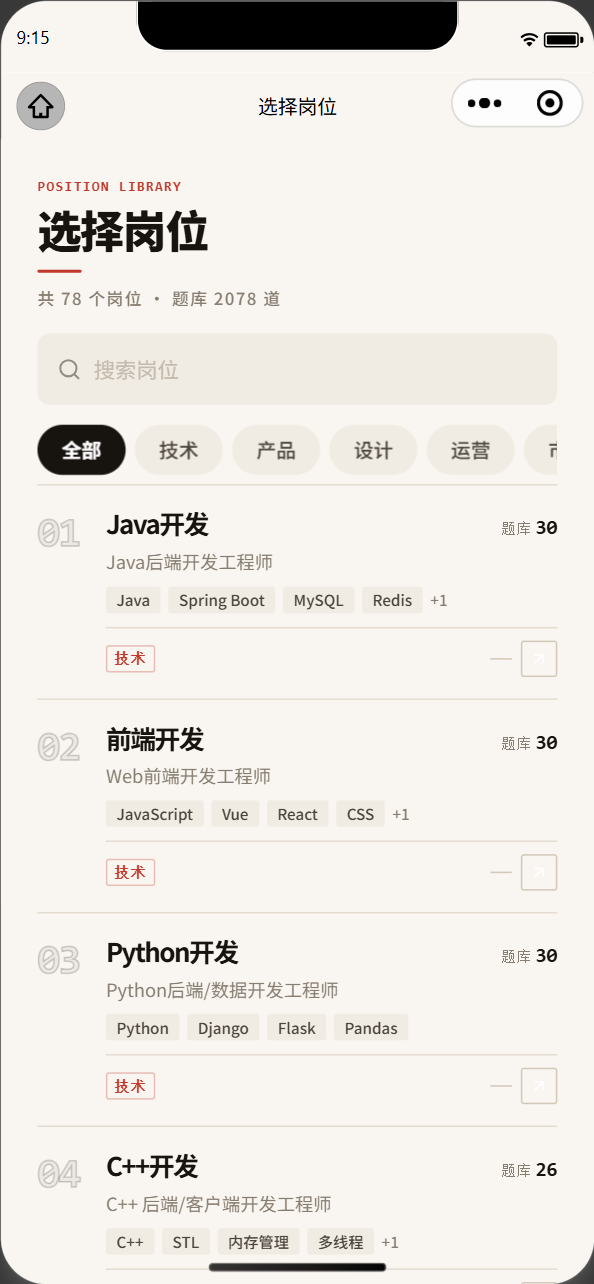 9:15
选择岗位
POSITION LIBRARY
选择岗位
共 78 个岗位 · 题库 2078 道
搜索岗位
全部 技术 产品 设计 运营
01 Java开发 题库 30
Java后端开发工程师
Java Spring Boot MySQL Redis +1
技术
02 前端开发 题库 30
Web前端开发工程师
JavaScript Vue React CSS +1
技术
03 Python开发 题库 30
Python后端/数据开发工程师
Python Django Flask Pandas
技术
04 C++开发 题库 26
C++ 后端/客户端开发工程师
C++ STL 内存管理 多线程 +1